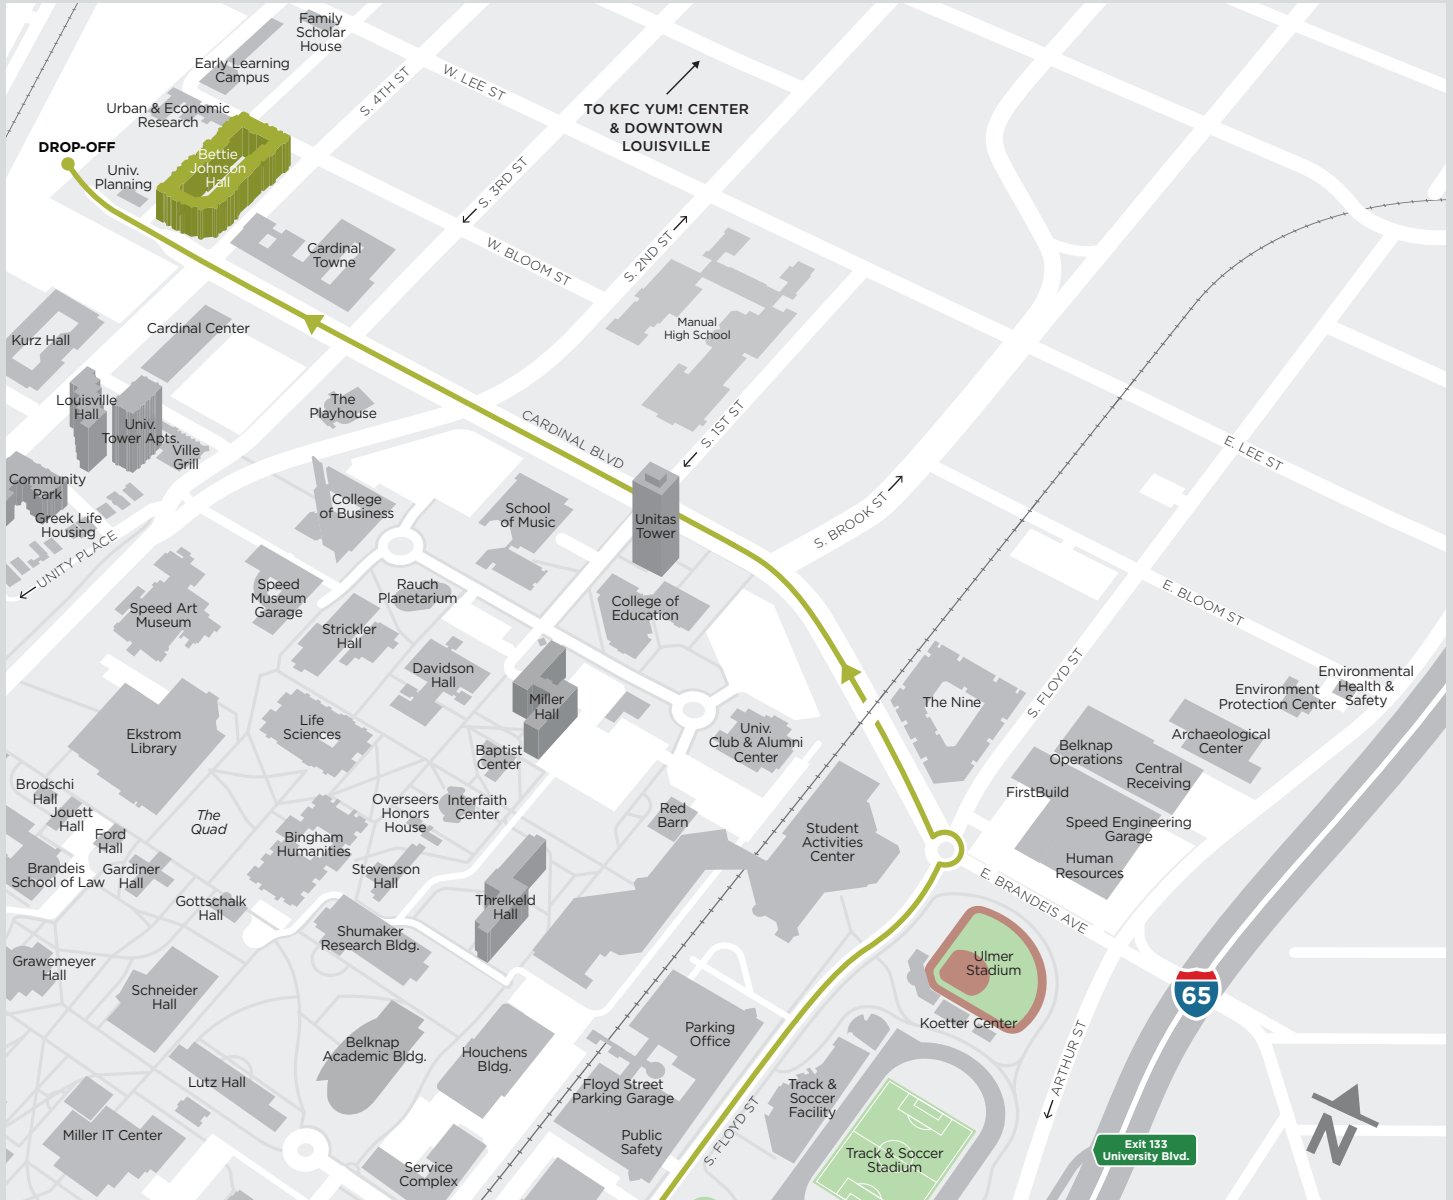 Family
Scholar
House
Early Learning
Campus
S. 4TH ST
W. LEE ST
TO KFC YUM! CENTER
& DOWNTOWN
LOUISVILLE
Urban & Economic
Research
DROP-OFF
Bettie
Johnson
Hall
Univ.
Planning
S. 3RD ST
Cardinal
Towne
W. BLOOM ST
S. 2ND ST
Kurz Hall
Cardinal Center
Manual
High School
Louisville
Hall
Univ.
Tower Apts.
The
Playhouse
CARDINAL BLVD
S. 1ST ST
Ville
Grill
E. LEE ST
Community
Park
Greek Life
Housing
UNITY PLACE
College
of Business
School
of Music
Unitas
Tower
S. BROOK ST
Speed Art
Museum
Speed
Museum
Garage
Rauch
Planetarium
Strickler
Hall
College of
Education
E. BLOOM ST
Davidson
Hall
Miller
Hall
S. FLOYD ST
The Nine
Environmental
Health &
Safety
Environment
Protection Center
Ekstrom
Library
Life
Sciences
Baptist
Center
Univ.
Club & Alumni
Center
Belknap
Operations
Archaeological
Center
Central
Receiving
FirstBuild
Brodschi
Hall
Jouett
Hall
Ford
Hall
The
Quad
Overseers
Honors
House
Interfaith
Center
Red
Barn
Student
Activities
Center
Speed Engineering
Garage
Human
Resources
Brandeis
School of Law
Gardiner
Hall
Bingham
Humanities
Stevenson
Hall
Gottschalk
Hall
Threlkeld
Hall
E. BRANDEIS AVE
Shumaker
Research Bldg.
Ulmer
Stadium
Grawemeyer
Hall
Schneider
Hall
65
Koetter Center
Parking
Office
Belknap
Academic Bldg.
Houchens
Bldg.
Lutz Hall
Floyd Street
Parking Garage
Track &
Soccer
Facility
ARTHUR ST
Miller IT Center
Public
Safety
S. FLOYD ST
Service
Complex
Track & Soccer
Stadium
Exit 133
University Blvd.
N